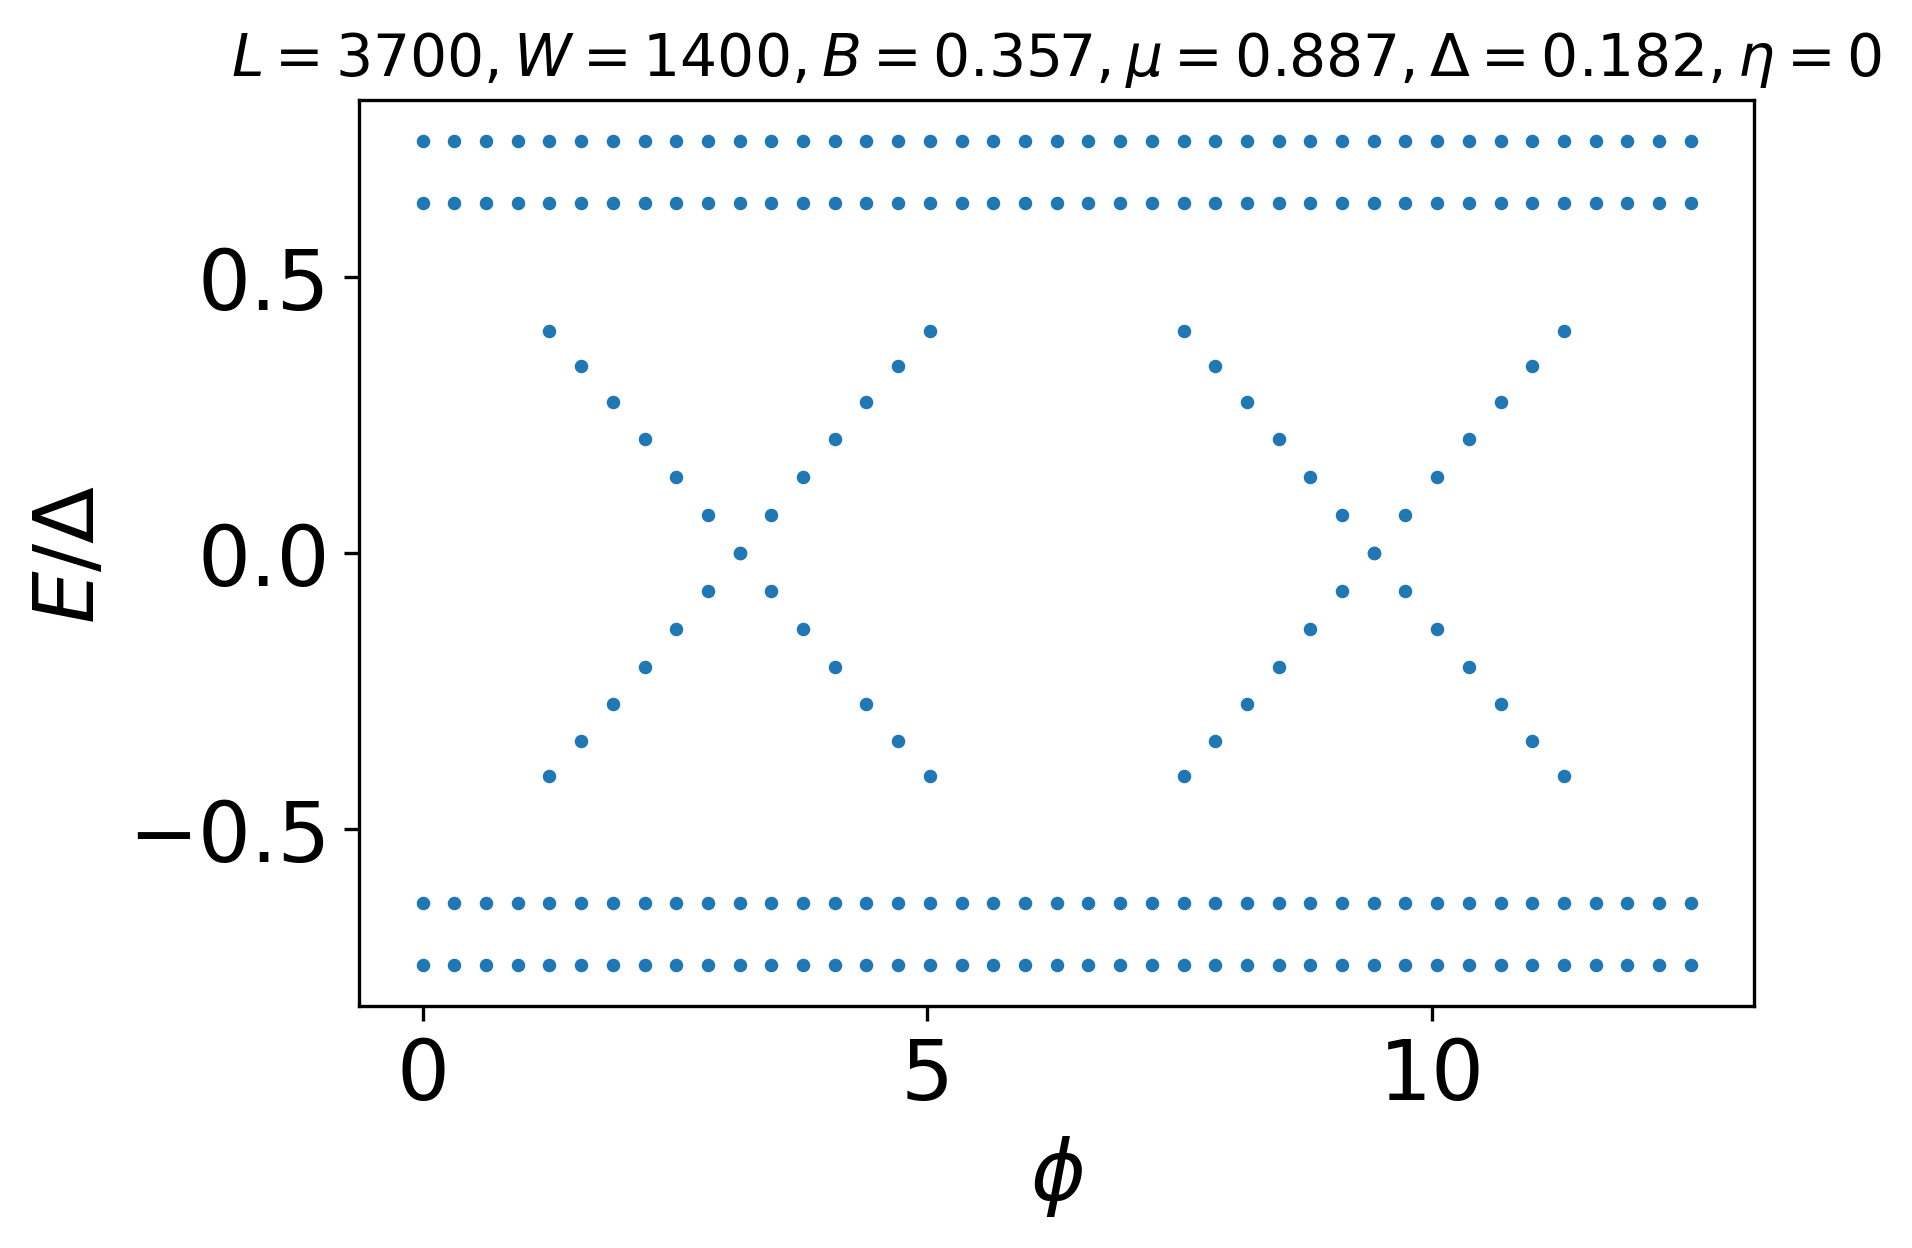 L = 3700, W = 1400, B = 0.357, μ = 0.887, Δ = 0.182, η = 0
0.5
0.0
−0.5
E/Δ
0 5 10
ϕ